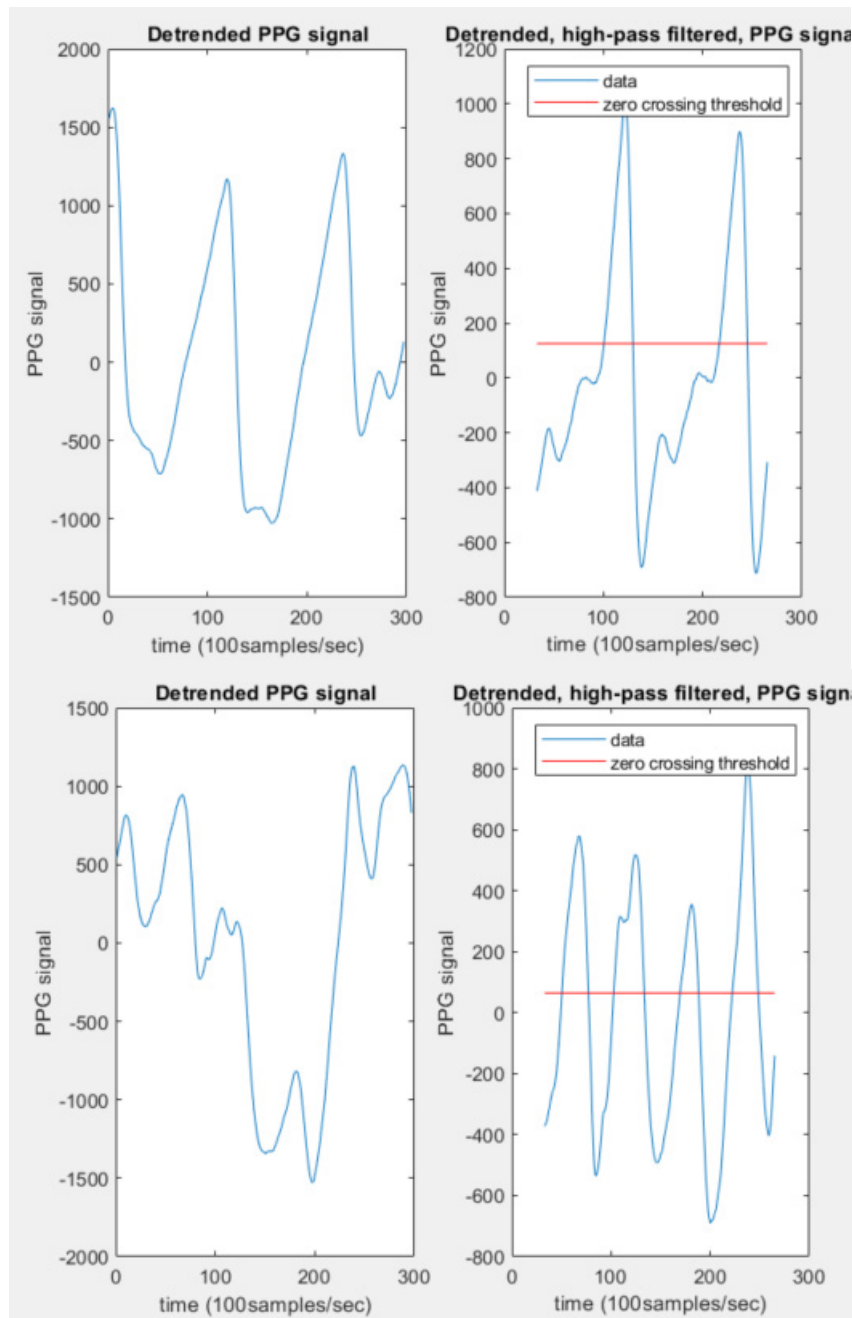 Detrended PPG signal
2000
1500
1000
500
0
-500
-1000
-1500
0 100 200 300
PPG signal
time (100samples/sec)
Detrended, high-pass filtered, PPG signa
data
zero crossing threshold
1200
1000
800
600
400
200
0
-200
-400
-600
-800
0 100 200 300
PPG signal
time (100samples/sec)
Detrended PPG signal
1500
1000
500
0
-500
-1000
-1500
-2000
0 100 200 300
PPG signal
time (100samples/sec)
Detrended, high-pass filtered, PPG signa
data
zero crossing threshold
1000
800
600
400
200
0
-200
-400
-600
-800
0 100 200 300
PPG signal
time (100samples/sec)